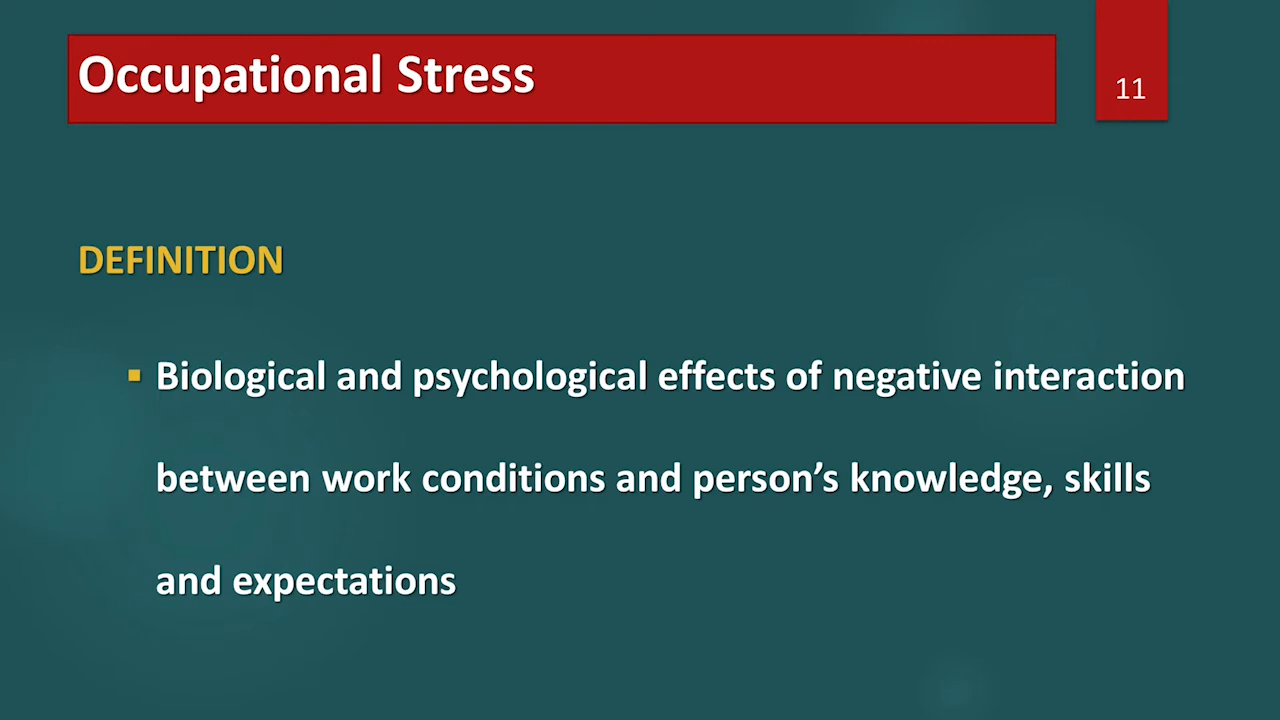 Occupational Stress
11
DEFINITION
▪ Biological and psychological effects of negative interaction
between work conditions and person’s knowledge, skills
and expectations